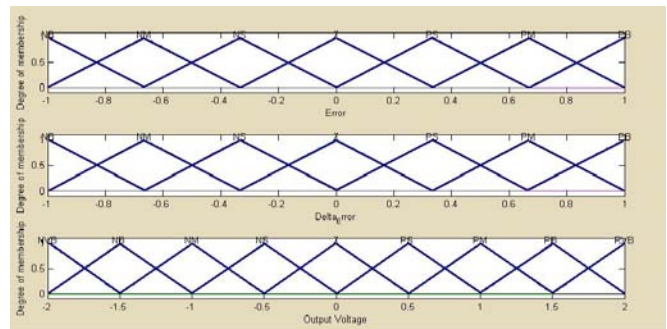 NB NM NS Z PS PM PB
Degree of membership
1
0.5
0
-1 -0.8 -0.6 -0.4 -0.2 0 0.2 0.4 0.6 0.8 1
Error
NB NM NS Z PS PM PB
Degree of membership
1
0.5
0
-1 -0.8 -0.6 -0.4 -0.2 0 0.2 0.4 0.6 0.8 1
Delta_Error
NVB NB NM NS Z PS PM PB PVB
Degree of membership
1
0.5
0
-2 -1.5 -1 -0.5 0 0.5 1 1.5 2
Output Voltage